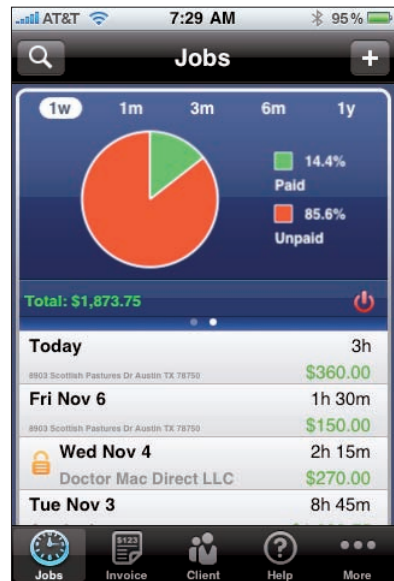 AT&T 7:29 AM 95%
Jobs +
1w 1m 3m 6m 1y
14.4%
Paid
85.6%
Unpaid
Total: $1,873.75
Today 3h
8903 Scottish Pastures Dr Austin TX 78750 $360.00
Fri Nov 6 1h 30m
8903 Scottish Pastures Dr Austin TX 78750 $150.00
Wed Nov 4 2h 15m
Doctor Mac Direct LLC $270.00
Tue Nov 3 8h 45m
$123
Jobs Invoice Client Help More